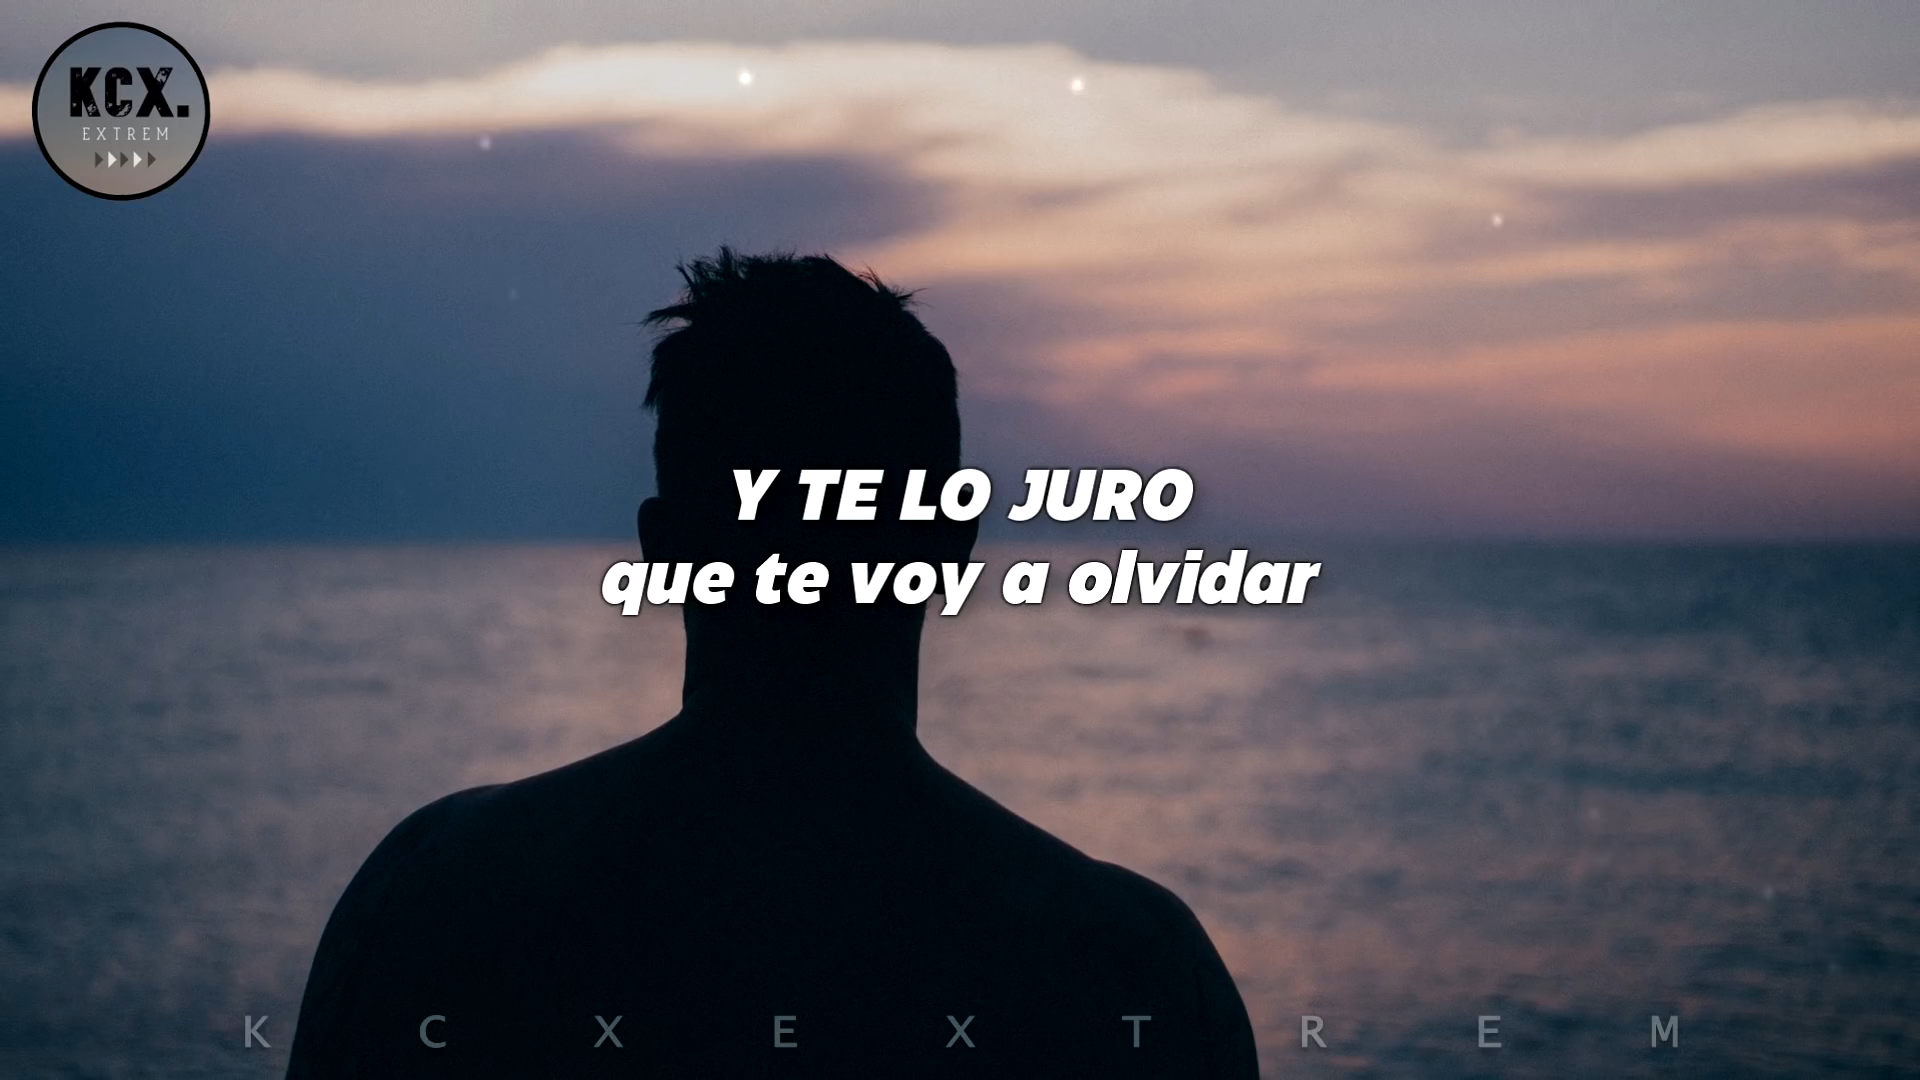 KCX.
EXTREM
Y TE LO JURO
que te voy a olvidar
K C X E X T R E M